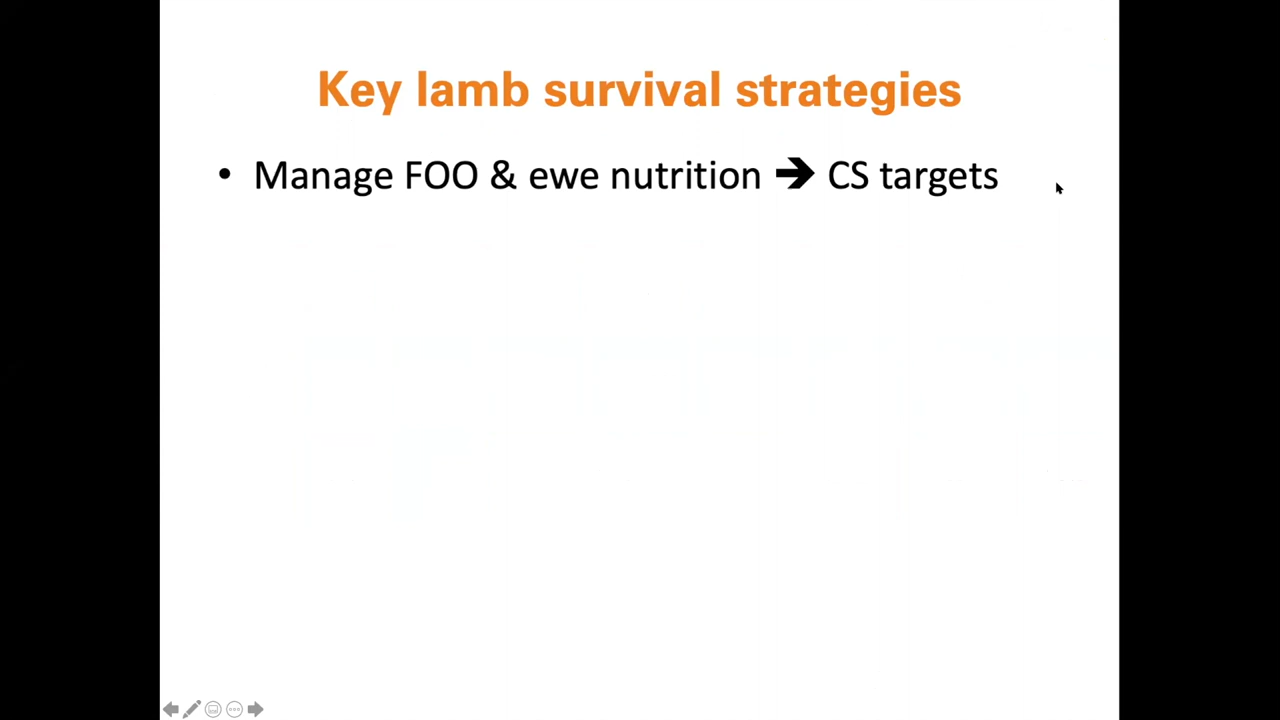 Key lamb survival strategies
• Manage FOO & ewe nutrition ➔ CS targets